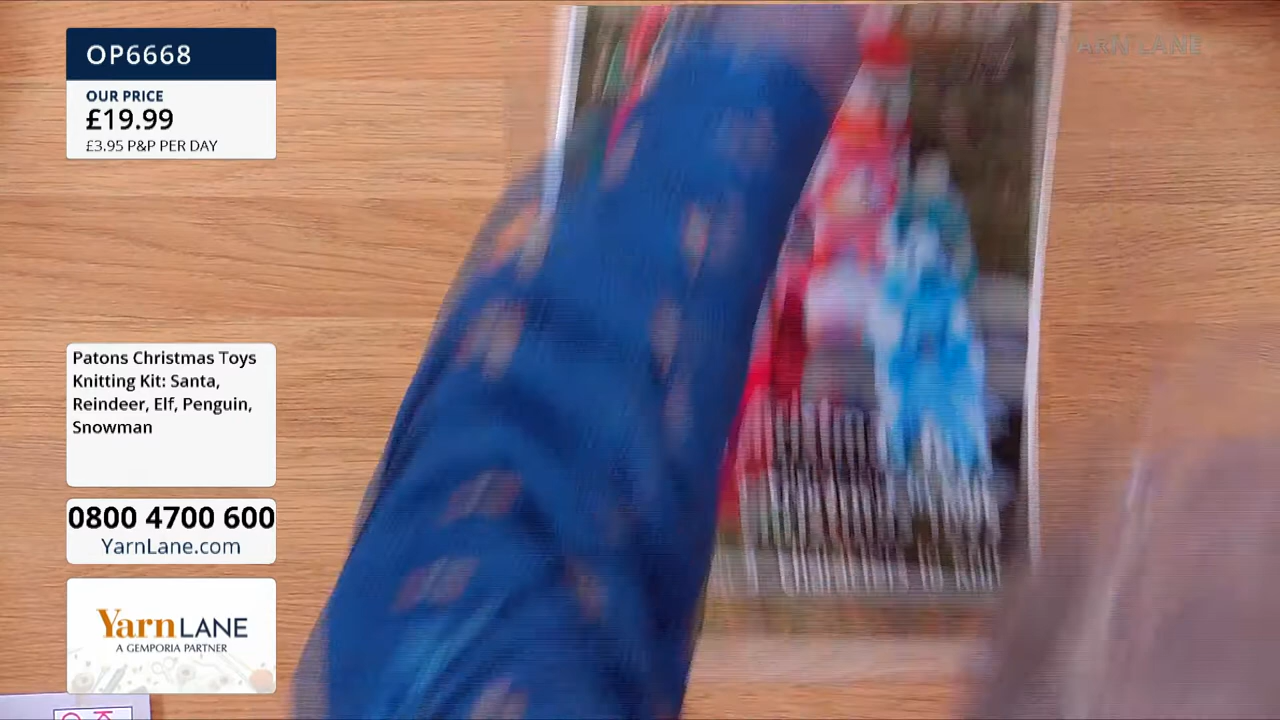 OP6668
OUR PRICE
£19.99
£3.95 P&P PER DAY
Patons Christmas Toys
Knitting Kit: Santa,
Reindeer, Elf, Penguin,
Snowman
0800 4700 600
YarnLane.com
Yarn LANE
A GEMPORIA PARTNER
YARN LANE